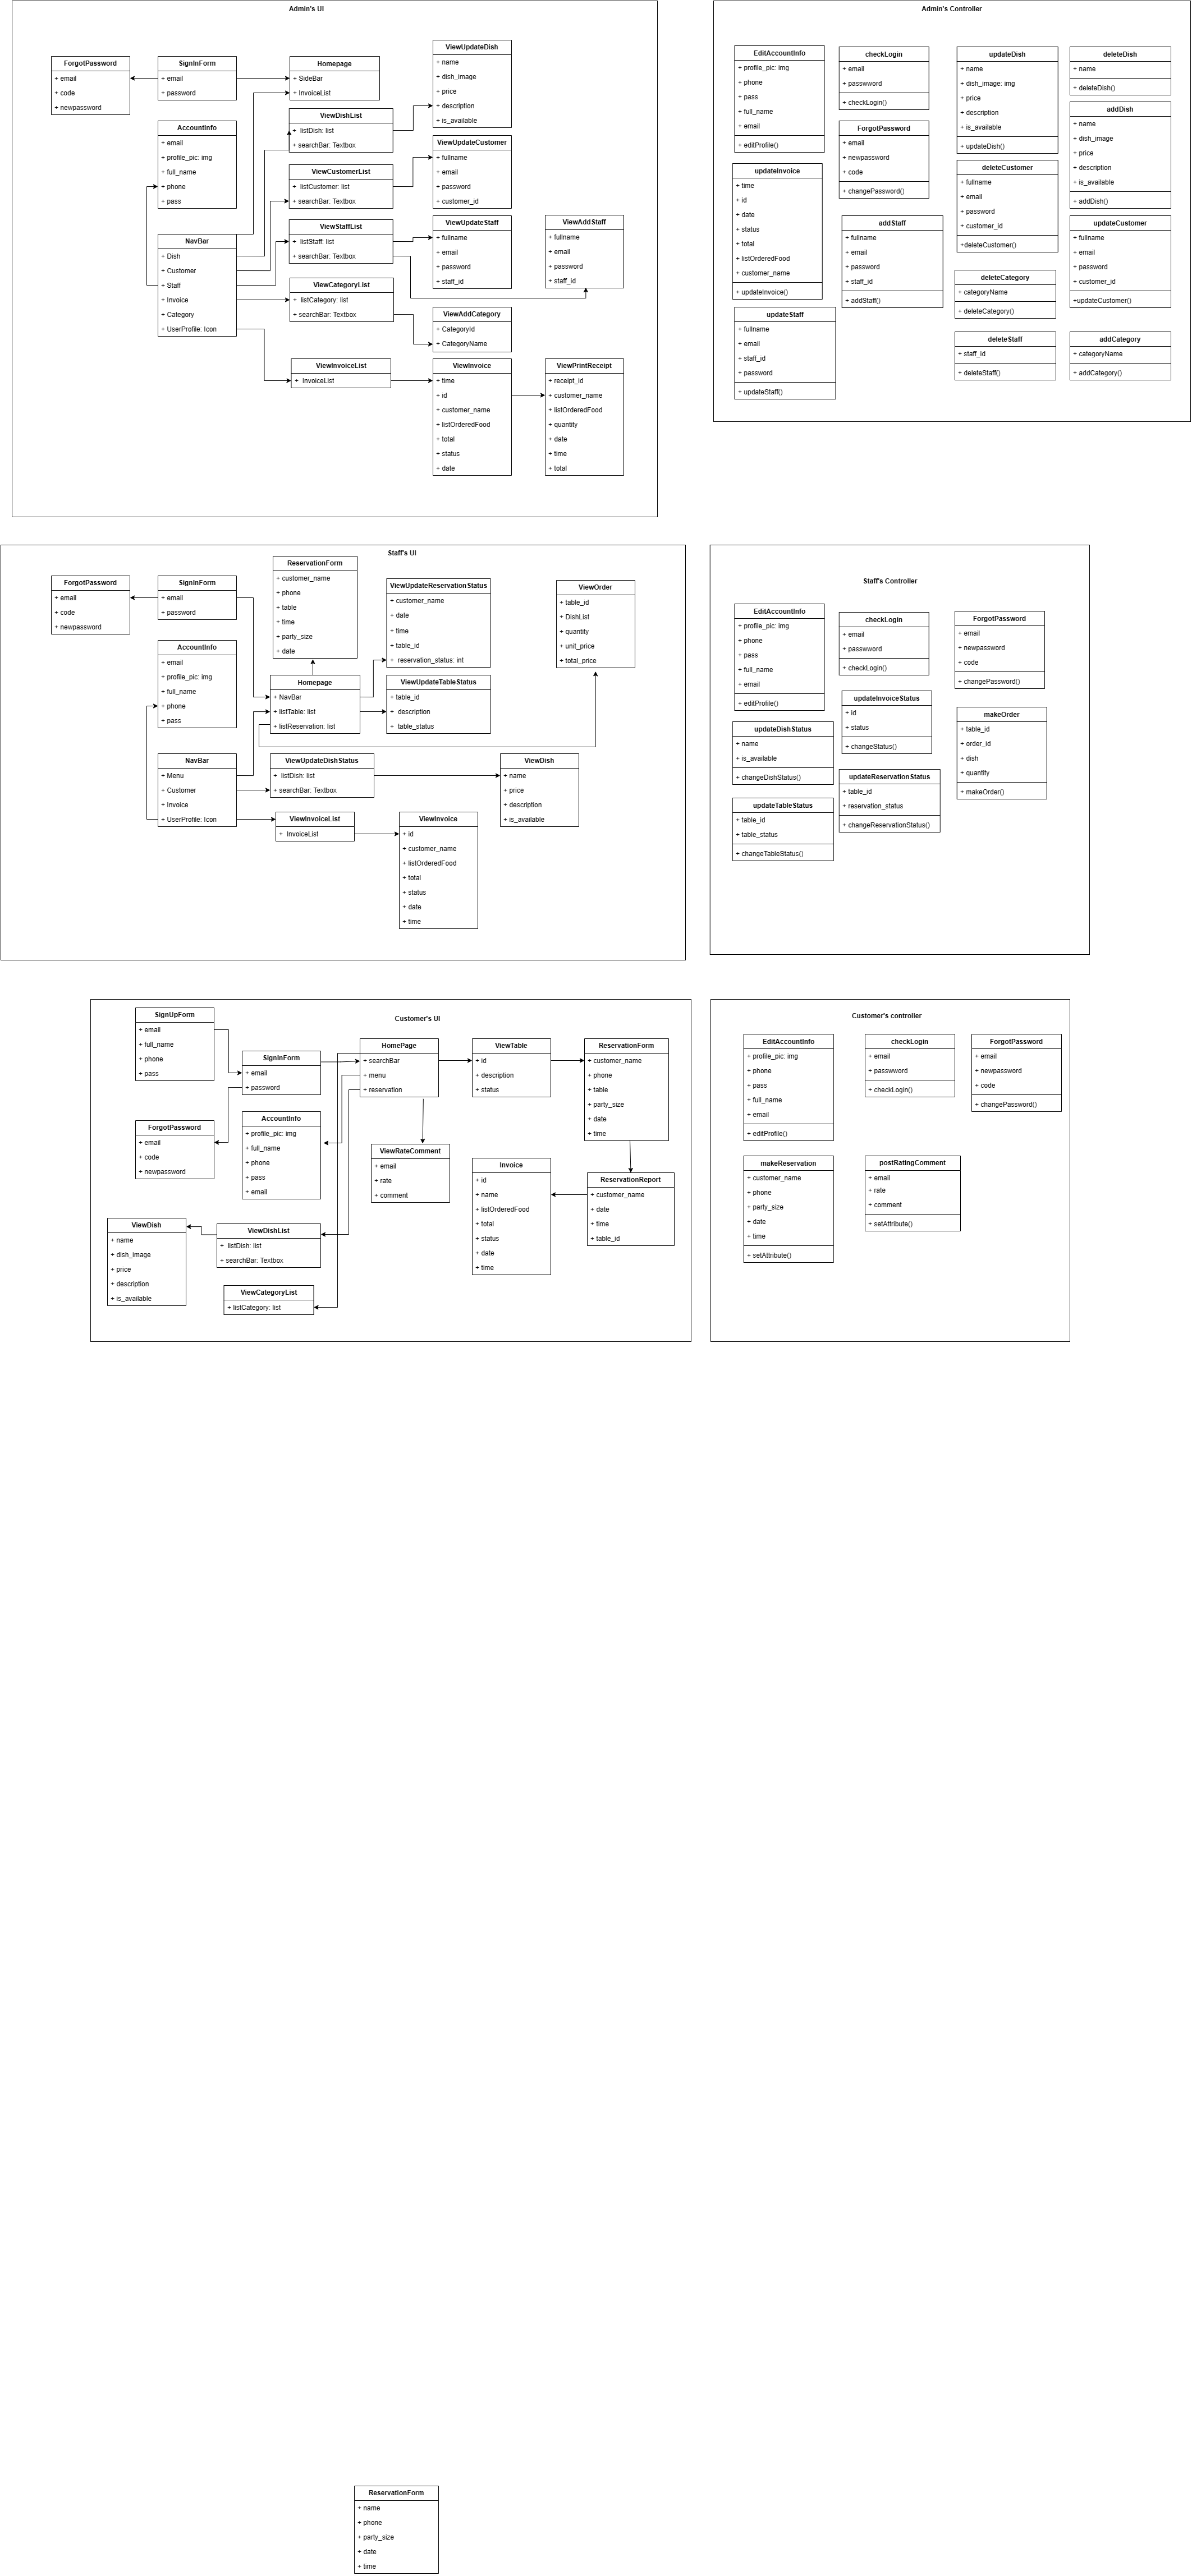 Admin's UI
ForgotPassword
+ email
+ code
+ newpassword
SignInForm
+ email
+ password
Homepage
+ SideBar
+ InvoiceList
ViewUpdateDish
+ name
+ dish_image
+ price
+ description
+ is_available
AccountInfo
+ email
+ profile_pic: img
+ full_name
+ phone
+ pass
ViewDishList
+ listDish: list
+ searchBar: Textbox
ViewUpdateCustomer
+ fullname
+ email
+ password
+ customer_id
ViewCustomerList
+ listCustomer: list
+ searchBar: Textbox
NavBar
+ Dish
+ Customer
+ Staff
+ Invoice
+ Category
+ UserProfile: Icon
ViewStaffList
+ listStaff: list
+ searchBar: Textbox
ViewUpdateStaff
+ fullname
+ email
+ password
+ staff_id
ViewAddStaff
+ fullname
+ email
+ password
+ staff_id
ViewCategoryList
+ listCategory: list
+ searchBar: Textbox
ViewAddCategory
+ CategoryId
+ CategoryName
ViewInvoiceList
+ InvoiceList
ViewInvoice
+ time
+ id
+ customer_name
+ listOrderedFood
+ total
+ status
+ date
ViewPrintReceipt
+ receipt_id
+ customer_name
+ listOrderedFood
+ quantity
+ date
+ time
+ total
Admin's Controller
EditAccountInfo
+ profile_pic: img
+ phone
+ pass
+ full_name
+ email
+ editProfile()
checkLogin
+ email
+ passwword
+ checkLogin()
updateDish
+ name
+ dish_image: img
+ price
+ description
+ is_available
+ updateDish()
deleteDish
+ name
+ deleteDish()
addDish
+ name
+ dish_image
+ price
+ description
+ is_available
+ addDish()
ForgotPassword
+ email
+ newpassword
+ code
+ changePassword()
updateInvoice
+ time
+ id
+ date
+ status
+ total
+ listOrderedFood
+ customer_name
+ updateInvoice()
deleteCustomer
+ fullname
+ email
+ password
+ customer_id
+deleteCustomer()
addStaff
+ fullname
+ email
+ password
+ staff_id
+ addStaff()
updateCustomer
+ fullname
+ email
+ password
+ customer_id
+updateCustomer()
deleteCategory
+ categoryName
+ deleteCategory()
updateStaff
+ fullname
+ email
+ staff_id
+ password
+ updateStaff()
deleteStaff
+ staff_id
+ deleteStaff()
addCategory
+ categoryName
+ addCategory()
Staff's UI
ForgotPassword
+ email
+ code
+ newpassword
SignInForm
+ email
+ password
ReservationForm
+ customer_name
+ phone
+ table
+ time
+ party_size
+ date
ViewUpdateReservationStatus
+ customer_name
+ date
+ time
+ table_id
+ reservation_status: int
ViewOrder
+ table_id
+ DishList
+ quantity
+ unit_price
+ total_price
AccountInfo
+ email
+ profile_pic: img
+ full_name
+ phone
+ pass
Homepage
+ NavBar
+ listTable: list
+ listReservation: list
ViewUpdateTableStatus
+ table_id
+ description
+ table_status
NavBar
+ Menu
+ Customer
+ Invoice
+ UserProfile: Icon
ViewUpdateDishStatus
+ listDish: list
+ searchBar: Textbox
ViewDish
+ name
+ price
+ description
+ is_available
ViewInvoiceList
+ InvoiceList
ViewInvoice
+ id
+ customer_name
+ listOrderedFood
+ total
+ status
+ date
+ time
Staff's Controller
EditAccountInfo
+ profile_pic: img
+ phone
+ pass
+ full_name
+ email
+ editProfile()
checkLogin
+ email
+ passwword
+ checkLogin()
ForgotPassword
+ email
+ newpassword
+ code
+ changePassword()
updateInvoiceStatus
+ id
+ status
+ changeStatus()
makeOrder
+ table_id
+ order_id
+ dish
+ quantity
+ makeOrder()
updateDishStatus
+ name
+ is_available
+ changeDishStatus()
updateReservationStatus
+ table_id
+ reservation_status
+ changeReservationStatus()
updateTableStatus
+ table_id
+ table_status
+ changeTableStatus()
Customer's UI
SignUpForm
+ email
+ full_name
+ phone
+ pass
SignInForm
+ email
+ password
HomePage
+ searchBar
+ menu
+ reservation
ViewTable
+ id
+ description
+ status
ReservationForm
+ customer_name
+ phone
+ table
+ party_size
+ date
+ time
ForgotPassword
+ email
+ code
+ newpassword
AccountInfo
+ profile_pic: img
+ full_name
+ phone
+ pass
+ email
ViewRateComment
+ email
+ rate
+ comment
Invoice
+ id
+ name
+ listOrderedFood
+ total
+ status
+ date
+ time
ReservationReport
+ customer_name
+ date
+ time
+ table_id
ViewDish
+ name
+ dish_image
+ price
+ description
+ is_available
ViewDishList
+ listDish: list
+ searchBar: Textbox
ViewCategoryList
+ listCategory: list
Customer's controller
EditAccountInfo
+ profile_pic: img
+ phone
+ pass
+ full_name
+ email
+ editProfile()
checkLogin
+ email
+ passwword
+ checkLogin()
ForgotPassword
+ email
+ newpassword
+ code
+ changePassword()
makeReservation
+ customer_name
+ phone
+ party_size
+ date
+ time
+ setAttribute()
postRatingComment
+ email
+ rate
+ comment
+ setAttribute()
ReservationForm
+ name
+ phone
+ party_size
+ date
+ time